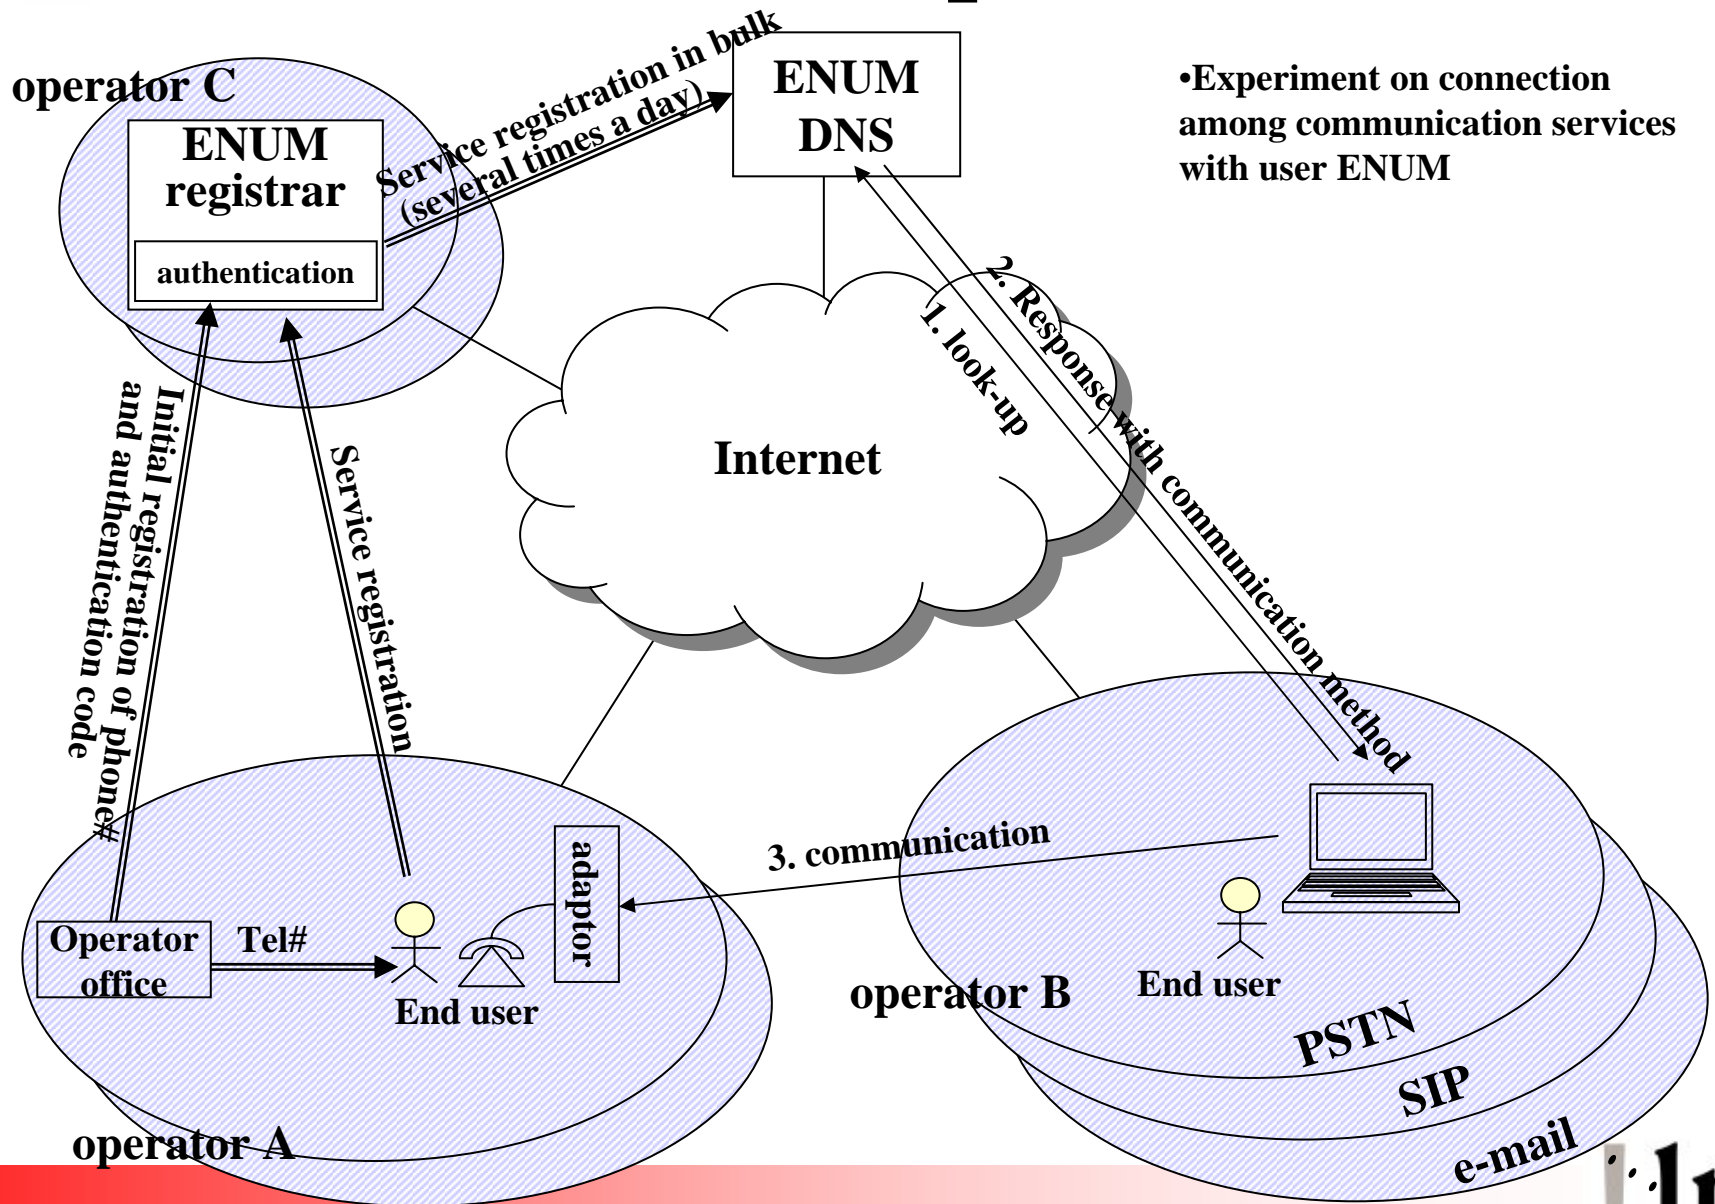 operator C
ENUM
registrar
authentication
Service registration in bulk
(several times a day)
ENUM
DNS
•Experiment on connection
among communication services
with user ENUM
1. look-up
2. Response with communication method
Internet
Initial registration of phone#
and authentication code
Service registration
3. communication
adaptor
Operator
office
Tel#
End user
operator A
End user
operator B
PSTN
SIP
e-mail